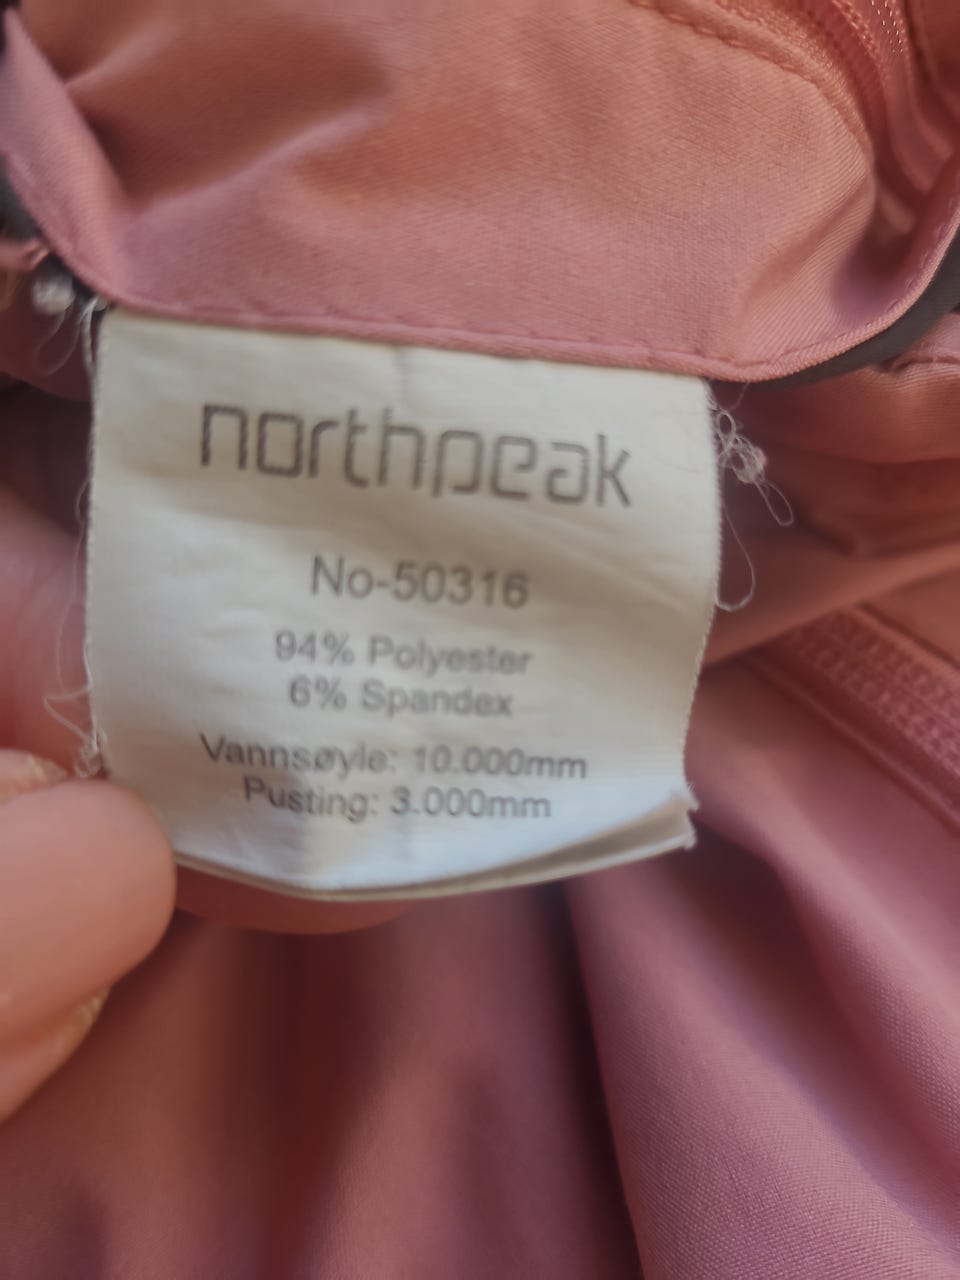 northpeak
No-50316
94% Polyester
6% Spandex
Vannsøyle: 10.000mm
Pusting: 3.000mm